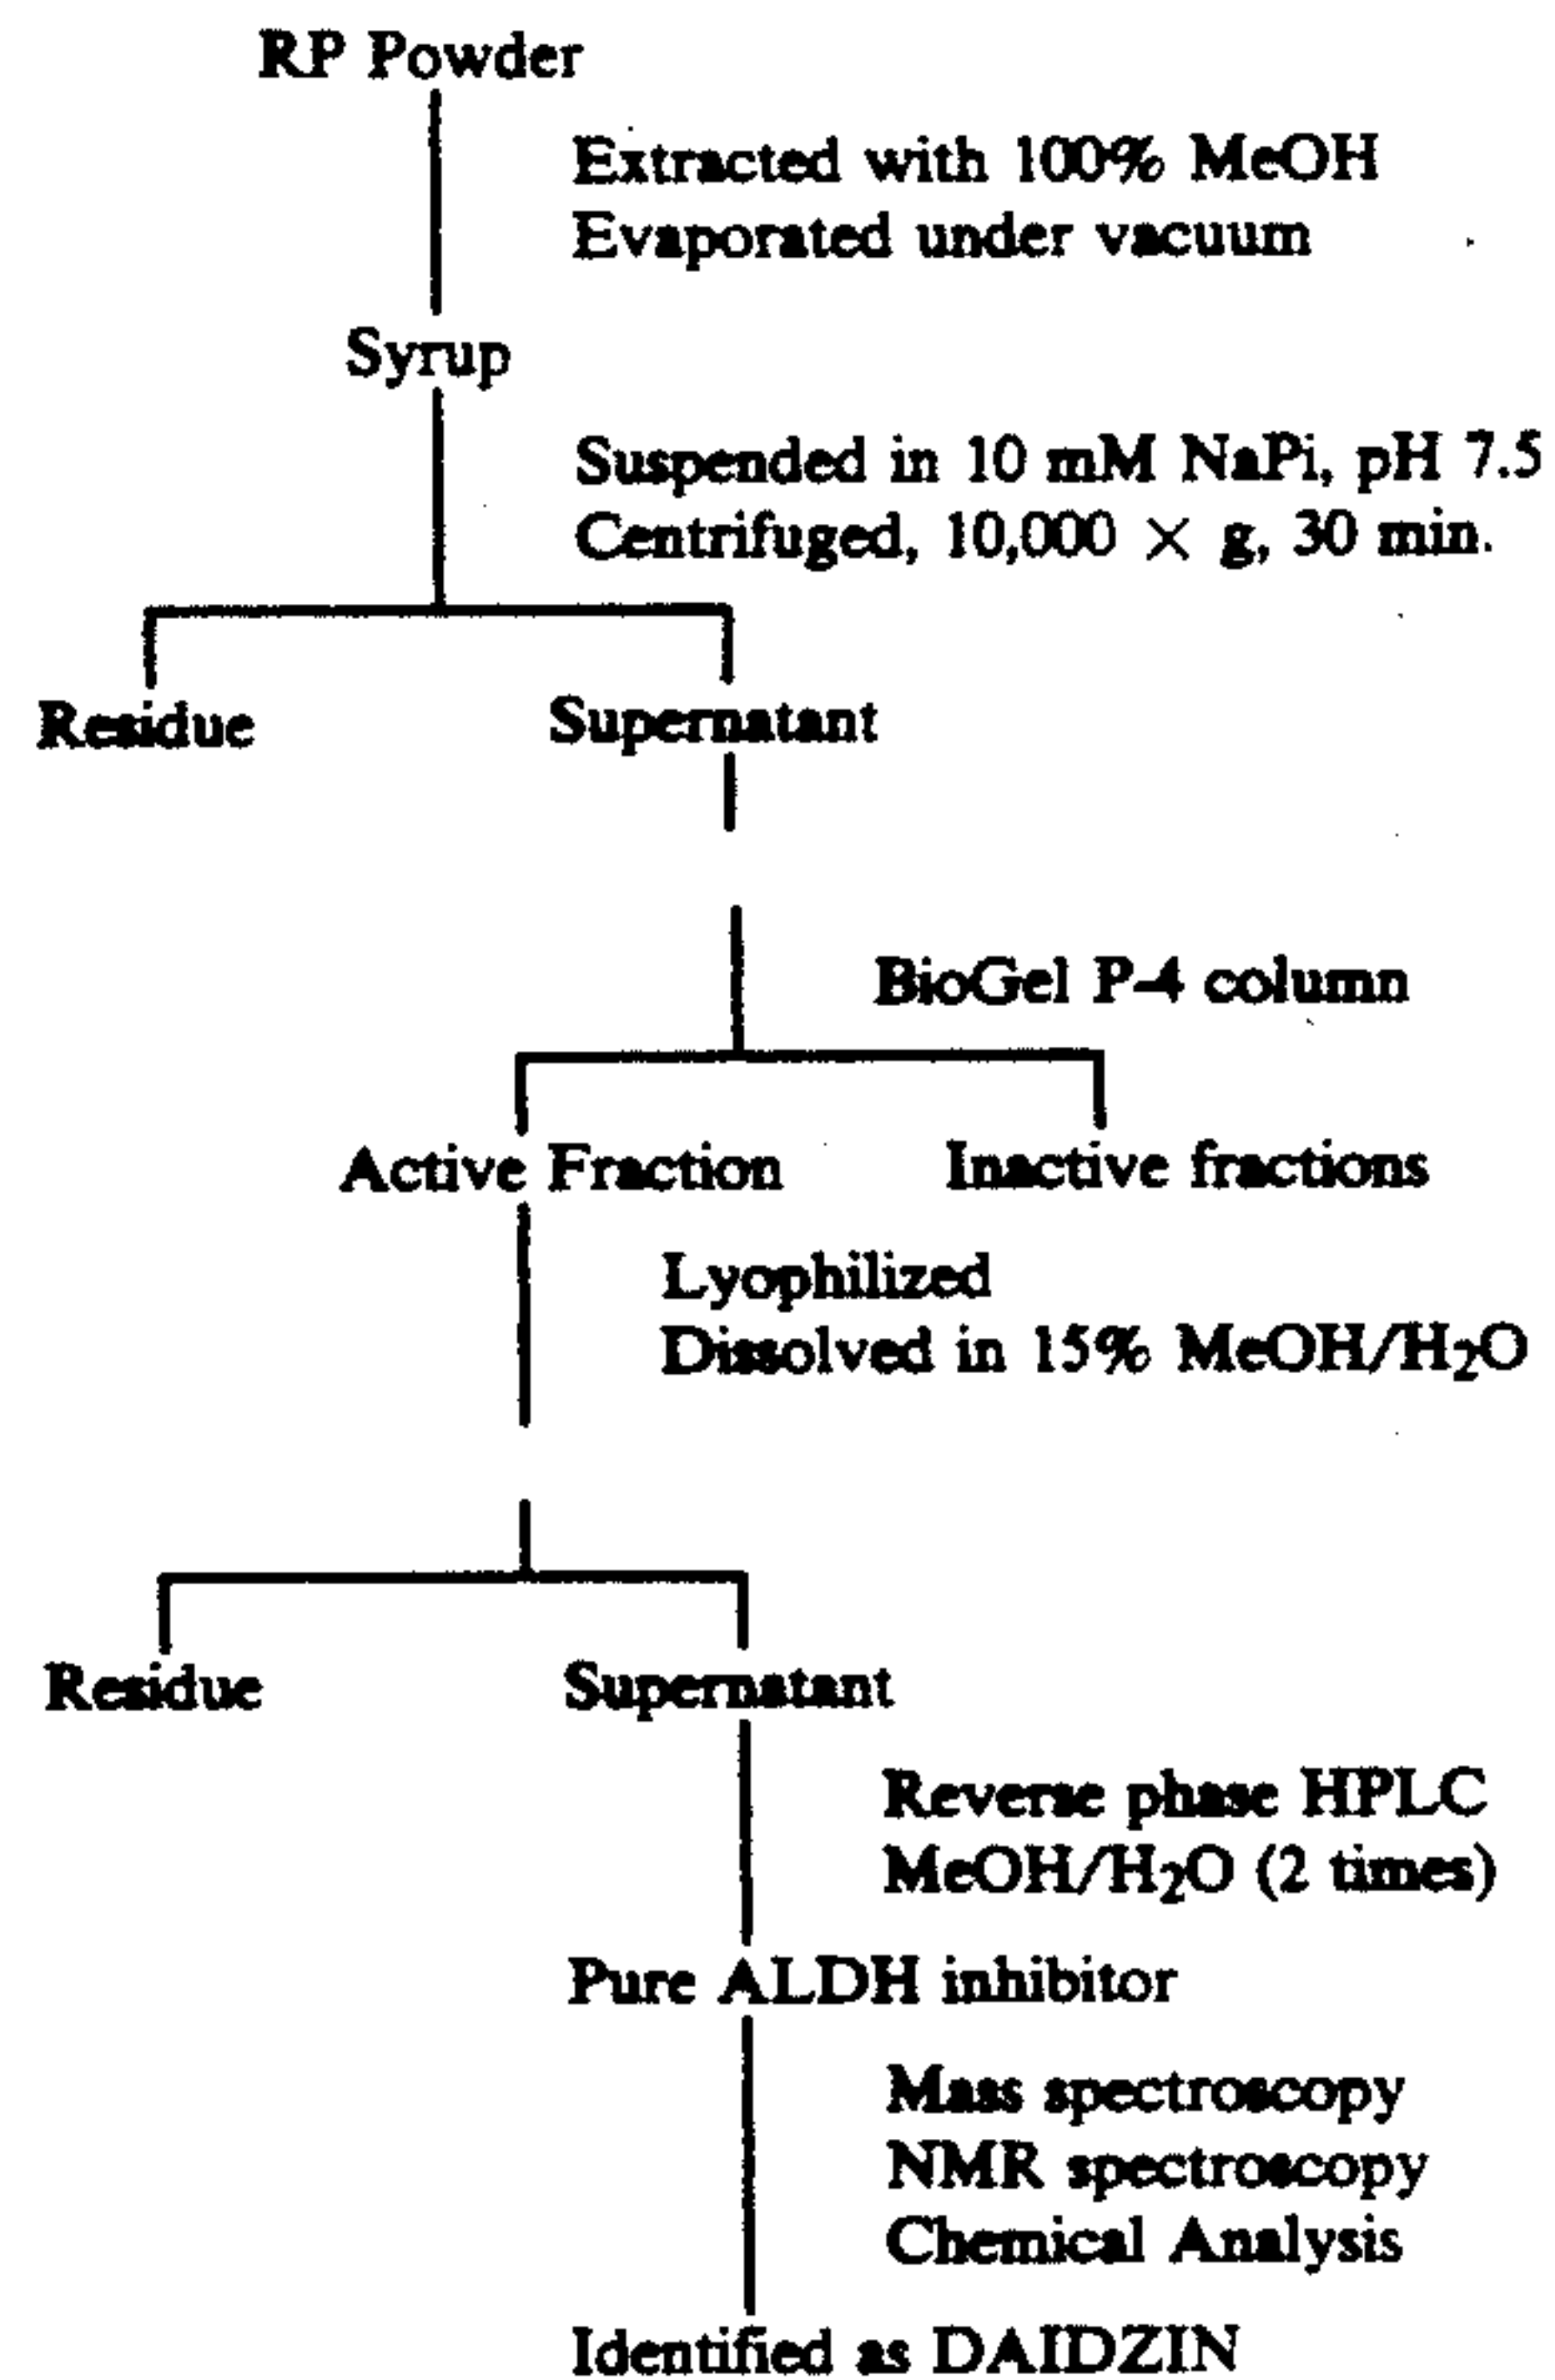 RP Powder
Extracted with 100% MeOH
Evaporated under vacuum
Syrup
Suspended in 10 mM NaPi, pH 7.5
Centrifuged, 10,000 × g, 30 min.
Residue Supernatant
BioGel P-4 column
Active Fraction Inactive fractions
Lyophilized
Dissolved in 15% MeOH/H₂O
Residue Supernatant
Reverse phase HPLC
MeOH/H₂O (2 times)
Pure ALDH inhibitor
Mass spectroscopy
NMR spectroscopy
Chemical Analysis
Identified as DAIDZIN